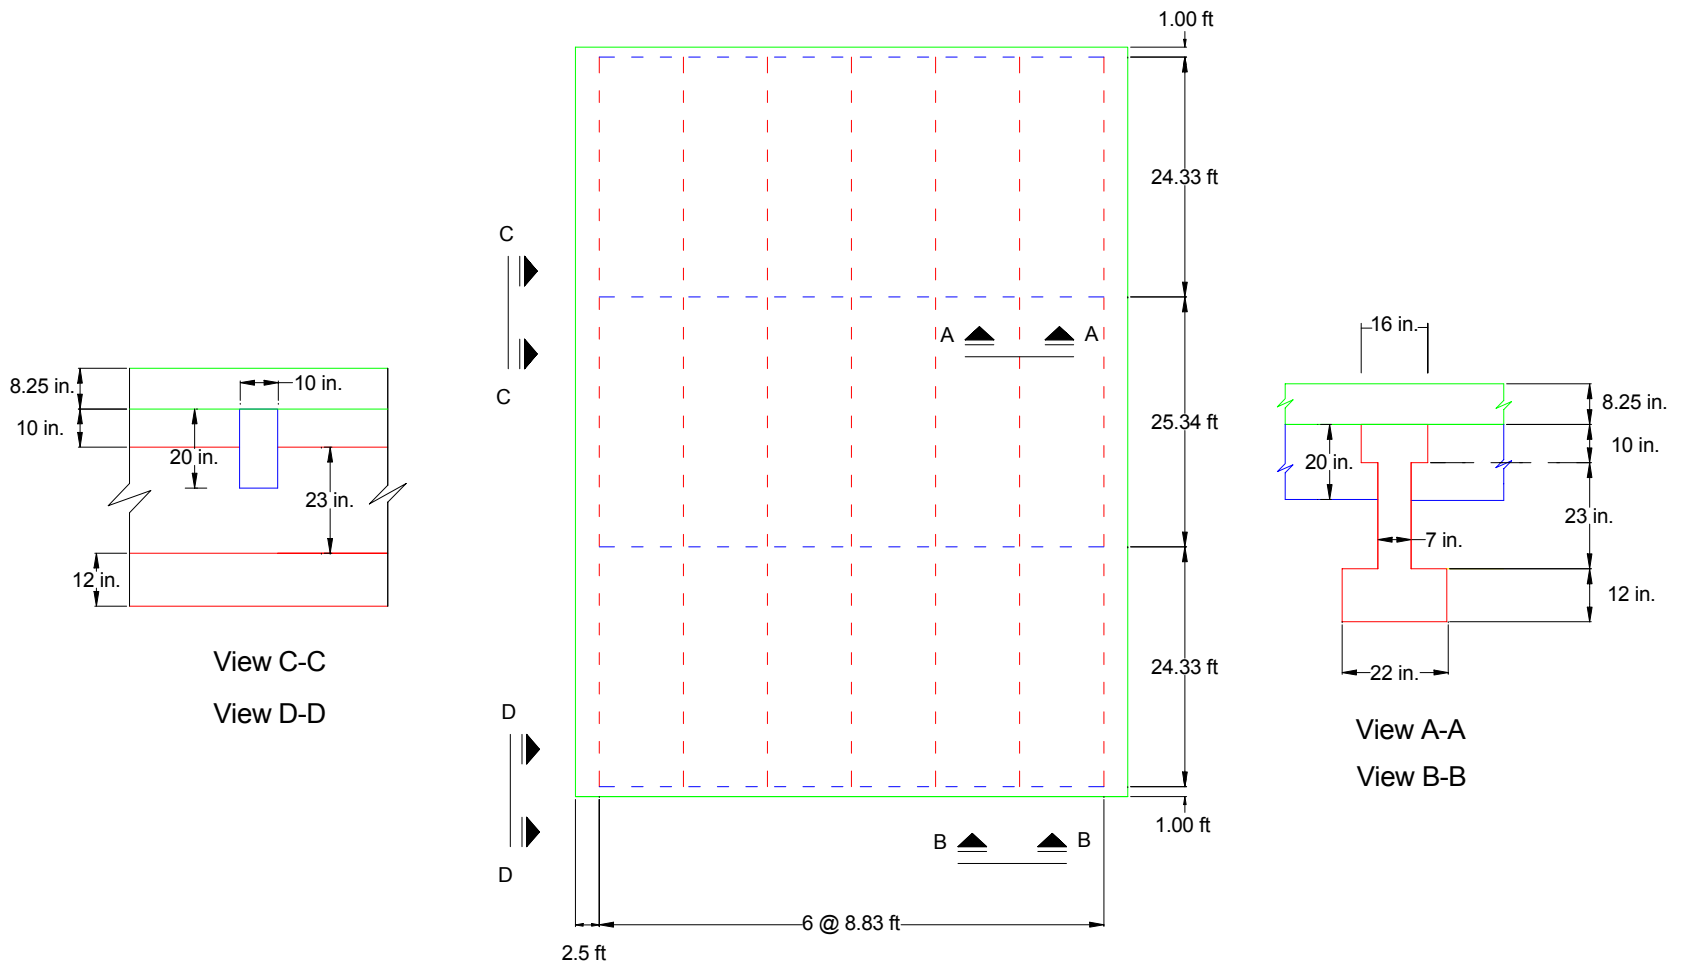 1.00 ft
24.33 ft
25.34 ft
24.33 ft
1.00 ft
C
C
A
A
D
D
B
B
6 @ 8.83 ft
2.5 ft
8.25 in.
10 in.
10 in.
20 in.
23 in.
12 in.
View C-C
View D-D
16 in.
8.25 in.
10 in.
20 in.
23 in.
7 in.
12 in.
22 in.
View A-A
View B-B